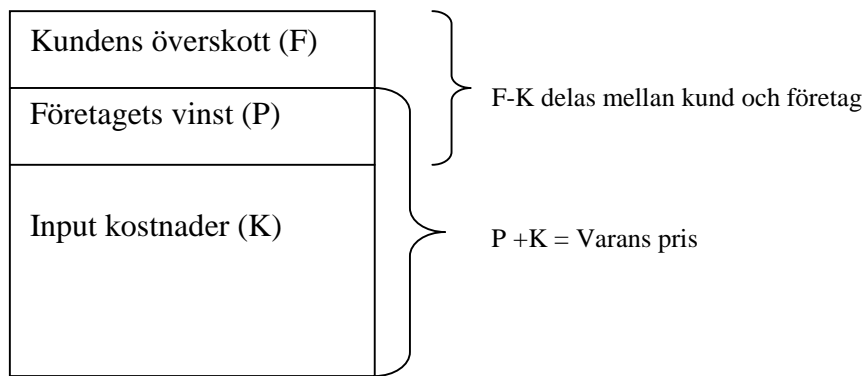 Kundens överskott (F)
F-K delas mellan kund och företag
Företagets vinst (P)
Input kostnader (K)
P +K = Varans pris